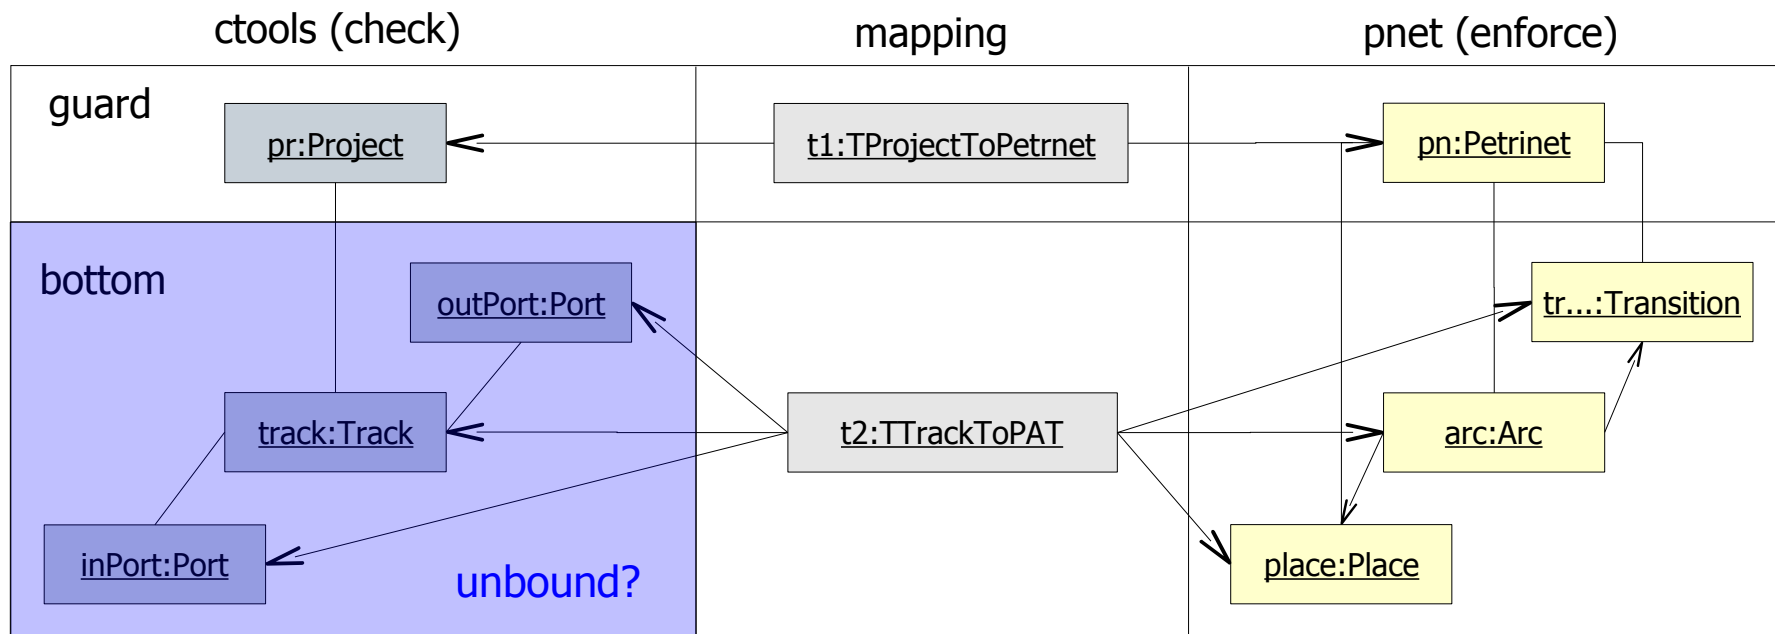 ctools (check)
mapping
pnet (enforce)
guard
pr:Project
t1:TProjectToPetrnet
pn:Petrinet
bottom
outPort:Port
tr...:Transition
track:Track
t2:TTrackToPAT
arc:Arc
inPort:Port
unbound?
place:Place